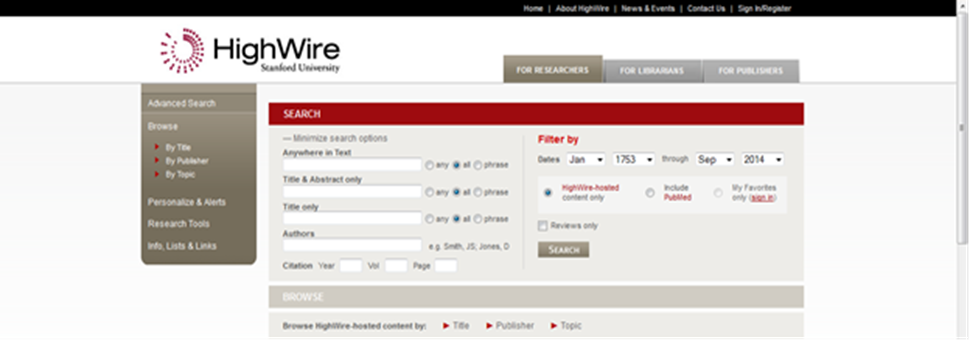 Home | About HighWire | News & Events | Contact Us | Sign In/Register
HighWire
Stanford University
FOR RESEARCHERS
FOR LIBRARIANS
FOR PUBLISHERS
Advanced Search
Browse
By Title
By Publisher
By Topic
Personalize & Alerts
Research Tools
Info, Lists & Links
SEARCH
— Minimize search options
Anywhere in Text
any all phrase
Title & Abstract only
any all phrase
Title only
any all phrase
Authors
e.g. Smith, JS; Jones, D
Citation Year Vol Page
Filter by
Dates Jan 1753 through Sep 2014
HighWire-hosted content only
Include PubMed
My Favorites only (sign in)
Reviews only
SEARCH
BROWSE
Browse HighWire-hosted content by: Title Publisher Topic